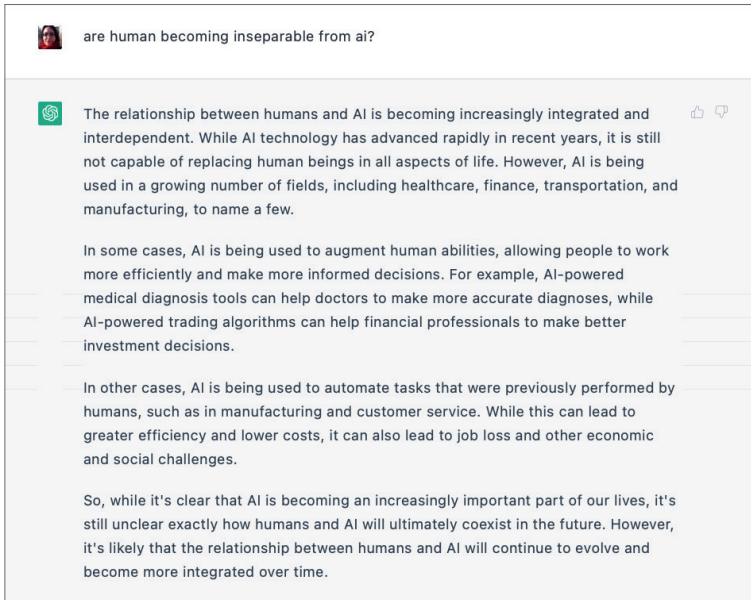 are human becoming inseparable from ai?
The relationship between humans and AI is becoming increasingly integrated and
interdependent. While AI technology has advanced rapidly in recent years, it is still
not capable of replacing human beings in all aspects of life. However, AI is being
used in a growing number of fields, including healthcare, finance, transportation, and
manufacturing, to name a few.
In some cases, AI is being used to augment human abilities, allowing people to work
more efficiently and make more informed decisions. For example, AI-powered
medical diagnosis tools can help doctors to make more accurate diagnoses, while
AI-powered trading algorithms can help financial professionals to make better
investment decisions.
In other cases, AI is being used to automate tasks that were previously performed by
humans, such as in manufacturing and customer service. While this can lead to
greater efficiency and lower costs, it can also lead to job loss and other economic
and social challenges.
So, while it's clear that AI is becoming an increasingly important part of our lives, it's
still unclear exactly how humans and AI will ultimately coexist in the future. However,
it's likely that the relationship between humans and AI will continue to evolve and
become more integrated over time.